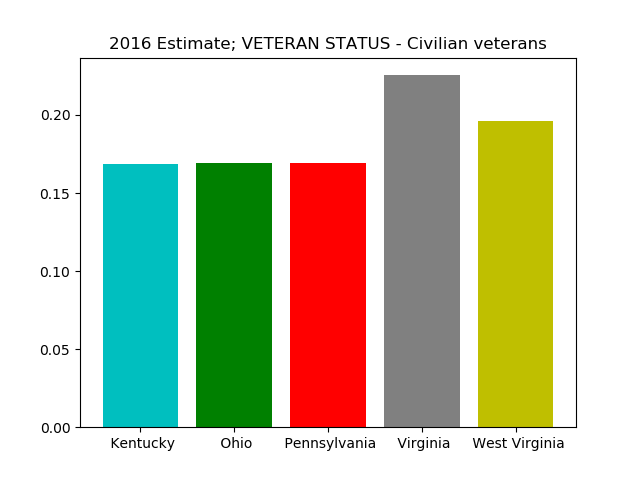 2016 Estimate; VETERAN STATUS - Civilian veterans
0.20
0.15
0.10
0.05
0.00
Kentucky Ohio Pennsylvania Virginia West Virginia